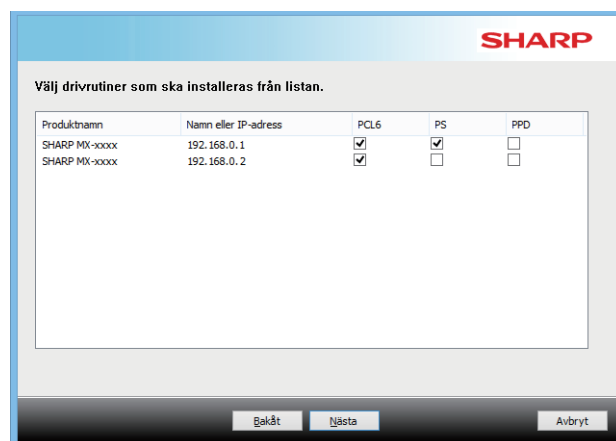 SHARP
Välj drivrutiner som ska installeras från listan.
Produktnamn Namn eller IP-adress PCL6 PS PPD
SHARP MX-xxxx 192.168.0.1
SHARP MX-xxxx 192.168.0.2
Bakåt Nästa Avbryt